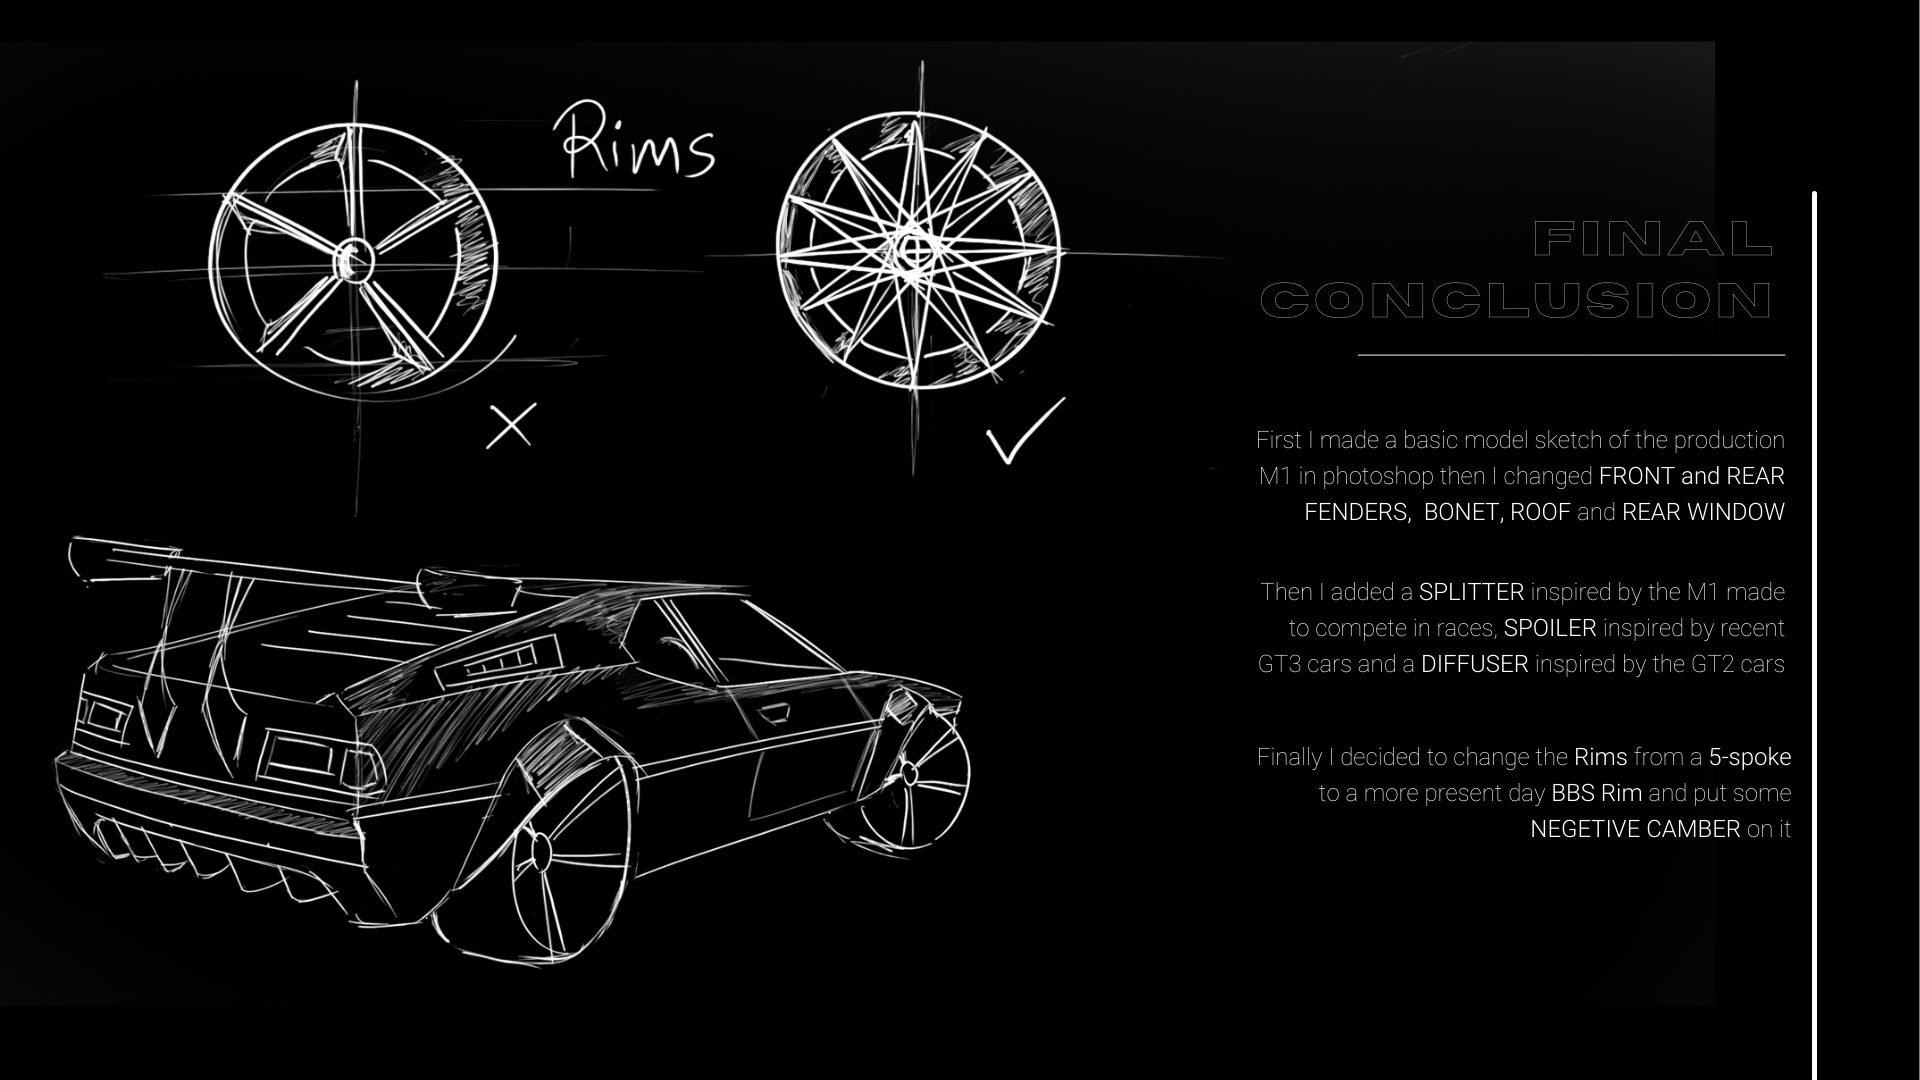 Rims
FINAL
CONCLUSION
First I made a basic model sketch of the production
M1 in photoshop then I changed FRONT and REAR
FENDERS,  BONET, ROOF and REAR WINDOW
Then I added a SPLITTER inspired by the M1 made
to compete in races, SPOILER inspired by recent
GT3 cars and a DIFFUSER inspired by the GT2 cars
Finally I decided to change the Rims from a 5-spoke
to a more present day BBS Rim and put some
NEGETIVE CAMBER on it